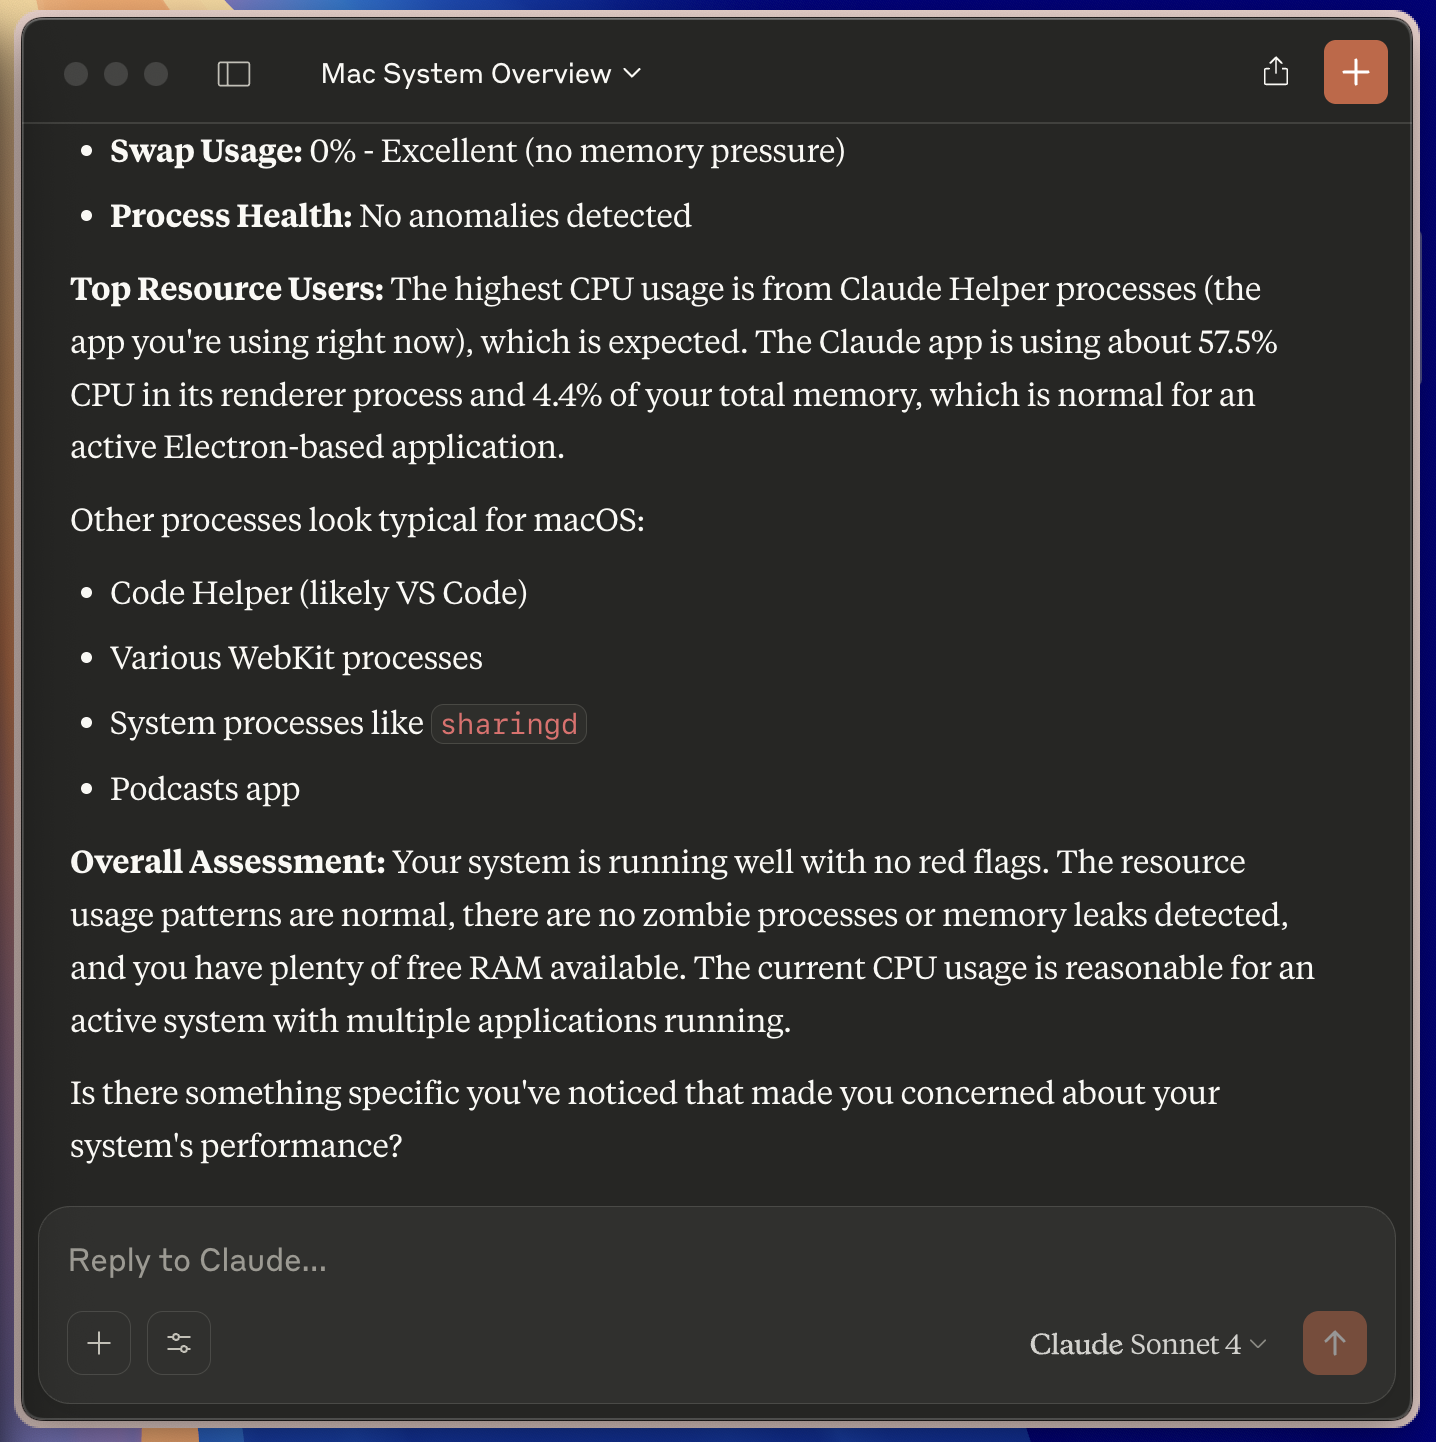 Mac System Overview
• Swap Usage: 0% - Excellent (no memory pressure)
• Process Health: No anomalies detected
Top Resource Users: The highest CPU usage is from Claude Helper processes (the
app you're using right now), which is expected. The Claude app is using about 57.5%
CPU in its renderer process and 4.4% of your total memory, which is normal for an
active Electron-based application.
Other processes look typical for macOS:
• Code Helper (likely VS Code)
• Various WebKit processes
• System processes like sharingd
• Podcasts app
Overall Assessment: Your system is running well with no red flags. The resource
usage patterns are normal, there are no zombie processes or memory leaks detected,
and you have plenty of free RAM available. The current CPU usage is reasonable for an
active system with multiple applications running.
Is there something specific you've noticed that made you concerned about your
system's performance?
Reply to Claude...
Claude Sonnet 4